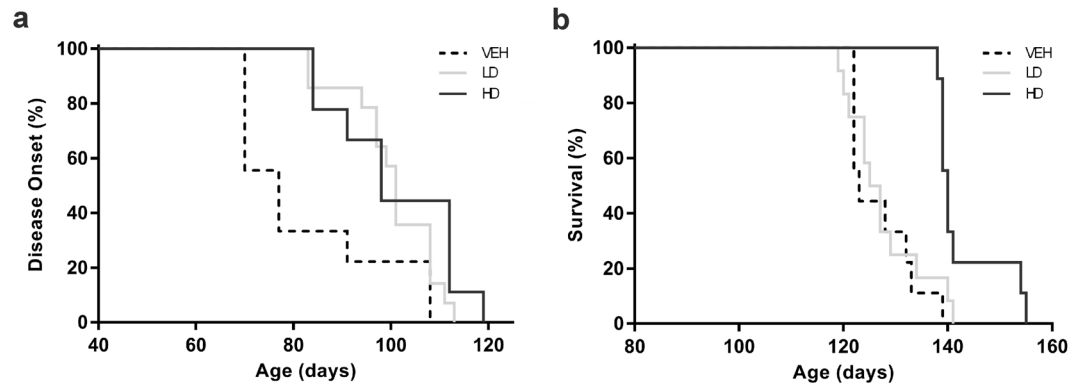 a
100
80
60
40
20
0
Disease Onset (%)
40 60 80 100 120
Age (days)
VEH
LD
HD
b
100
80
60
40
20
0
Survival (%)
80 100 120 140 160
Age (days)
VEH
LD
HD